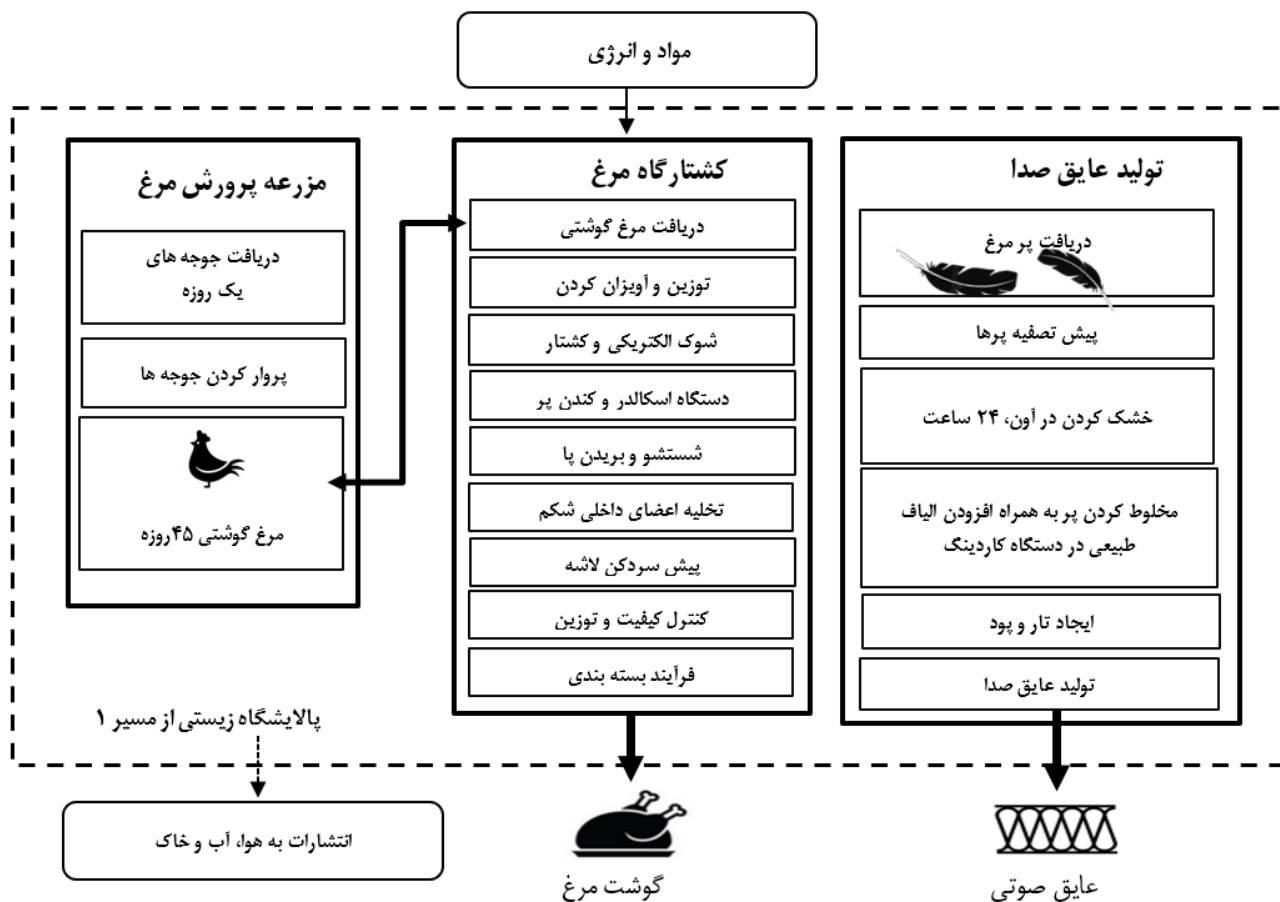 مواد و انرژی
مزرعه پرورش مرغ
دریافت جوجه های
یک روزه
پروار کردن جوجه ها
مرغ گوشتی ۴۵روزه
کشتارگاه مرغ
دریافت مرغ گوشتی
توزین و آویزان کردن
شوک الکتریکی و کشتار
دستگاه اسکالدر و کندن پر
شستشو و بریدن پا
تخلیه اعضای داخلی شکم
پیش سردکن لاشه
کنترل کیفیت و توزین
فرآیند بسته بندی
تولید عایق صدا
دریافت پر مرغ
پیش تصفیه پرها
خشک کردن در آون، ۲۴ ساعت
مخلوط کردن پر به همراه افزودن الیاف
طبیعی در دستگاه کاردینگ
ایجاد تار و پود
تولید عایق صدا
پالایشگاه زیستی از مسیر ۱
انتشارات به هوا، آب و خاک
گوشت مرغ
عایق صوتی